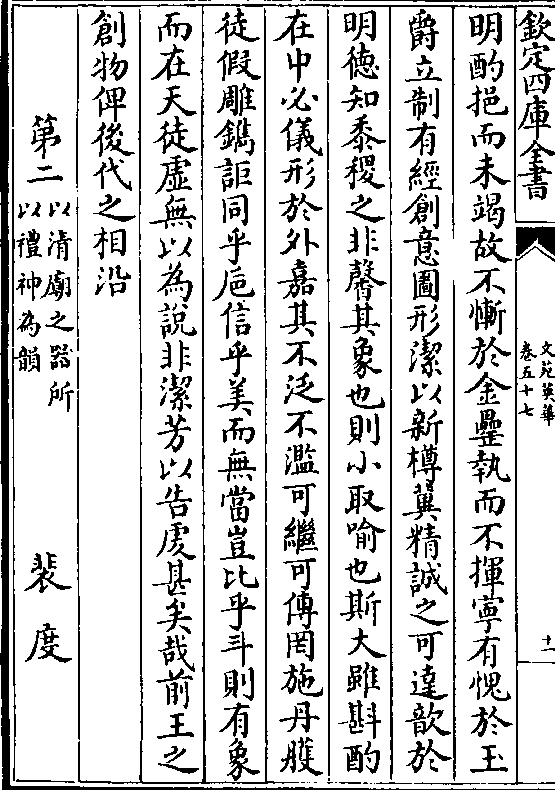 欽定四庫全書
文苑英華
卷五十七
十一
明酌挹而未竭故不慚於金罍執而不揮寧有愧於玉
爵立制有經創意圖形潔以新樽冀精誠之可達歆於
明徳知黍稷之非馨其象也則小取喻也斯大雖斟酌
在中必儀形於外嘉其不泛不濫可繼可傳罔施丹雘
徒假雕鐫詎同乎巵信乎美而無當豈比乎斗則有象
而在天徒虛無以為說非潔芳以告䖍甚矣哉前王之
創物俾後代之相沿
第二
以清廟之器所
以禮神為韻
裴度